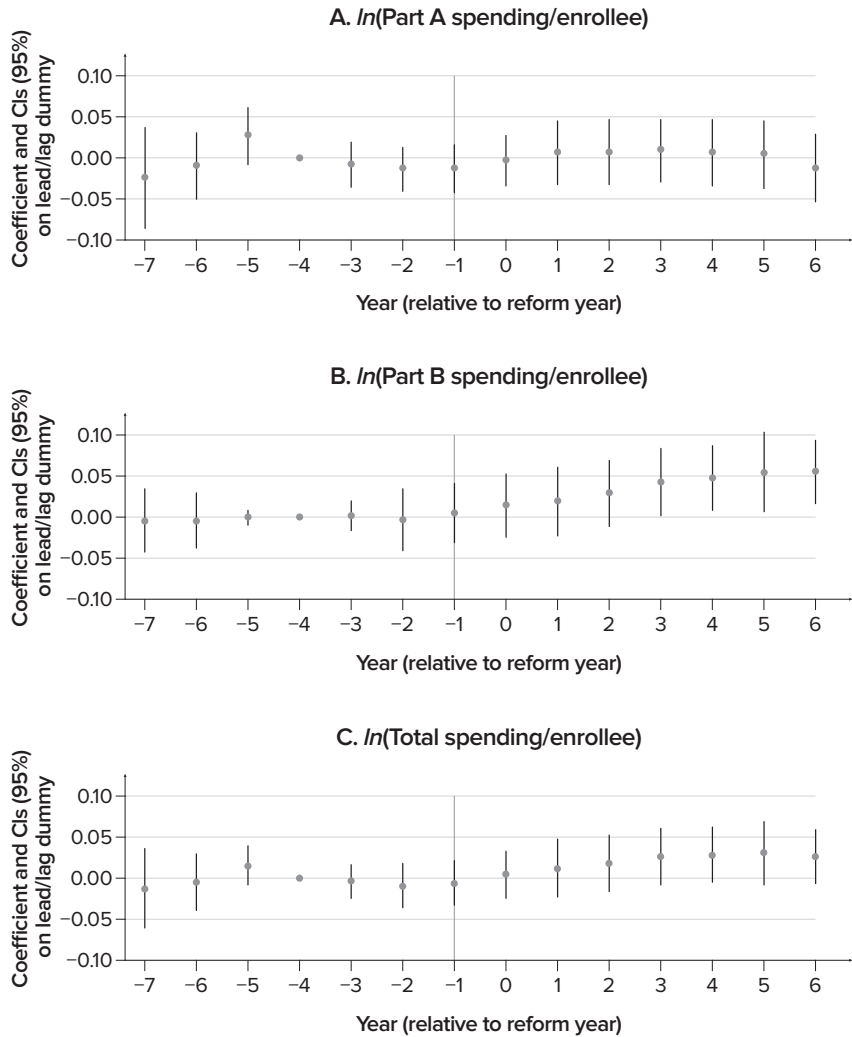 A. ln(Part A spending/enrollee)
Coefficient and CIs (95%)
on lead/lag dummy
0.10
0.05
0.00
−0.05
−0.10
−7 −6 −5 −4 −3 −2 −1 0 1 2 3 4 5 6
Year (relative to reform year)
B. ln(Part B spending/enrollee)
Coefficient and CIs (95%)
on lead/lag dummy
0.10
0.05
0.00
−0.05
−0.10
−7 −6 −5 −4 −3 −2 −1 0 1 2 3 4 5 6
Year (relative to reform year)
C. ln(Total spending/enrollee)
Coefficient and CIs (95%)
on lead/lag dummy
0.10
0.05
0.00
−0.05
−0.10
−7 −6 −5 −4 −3 −2 −1 0 1 2 3 4 5 6
Year (relative to reform year)